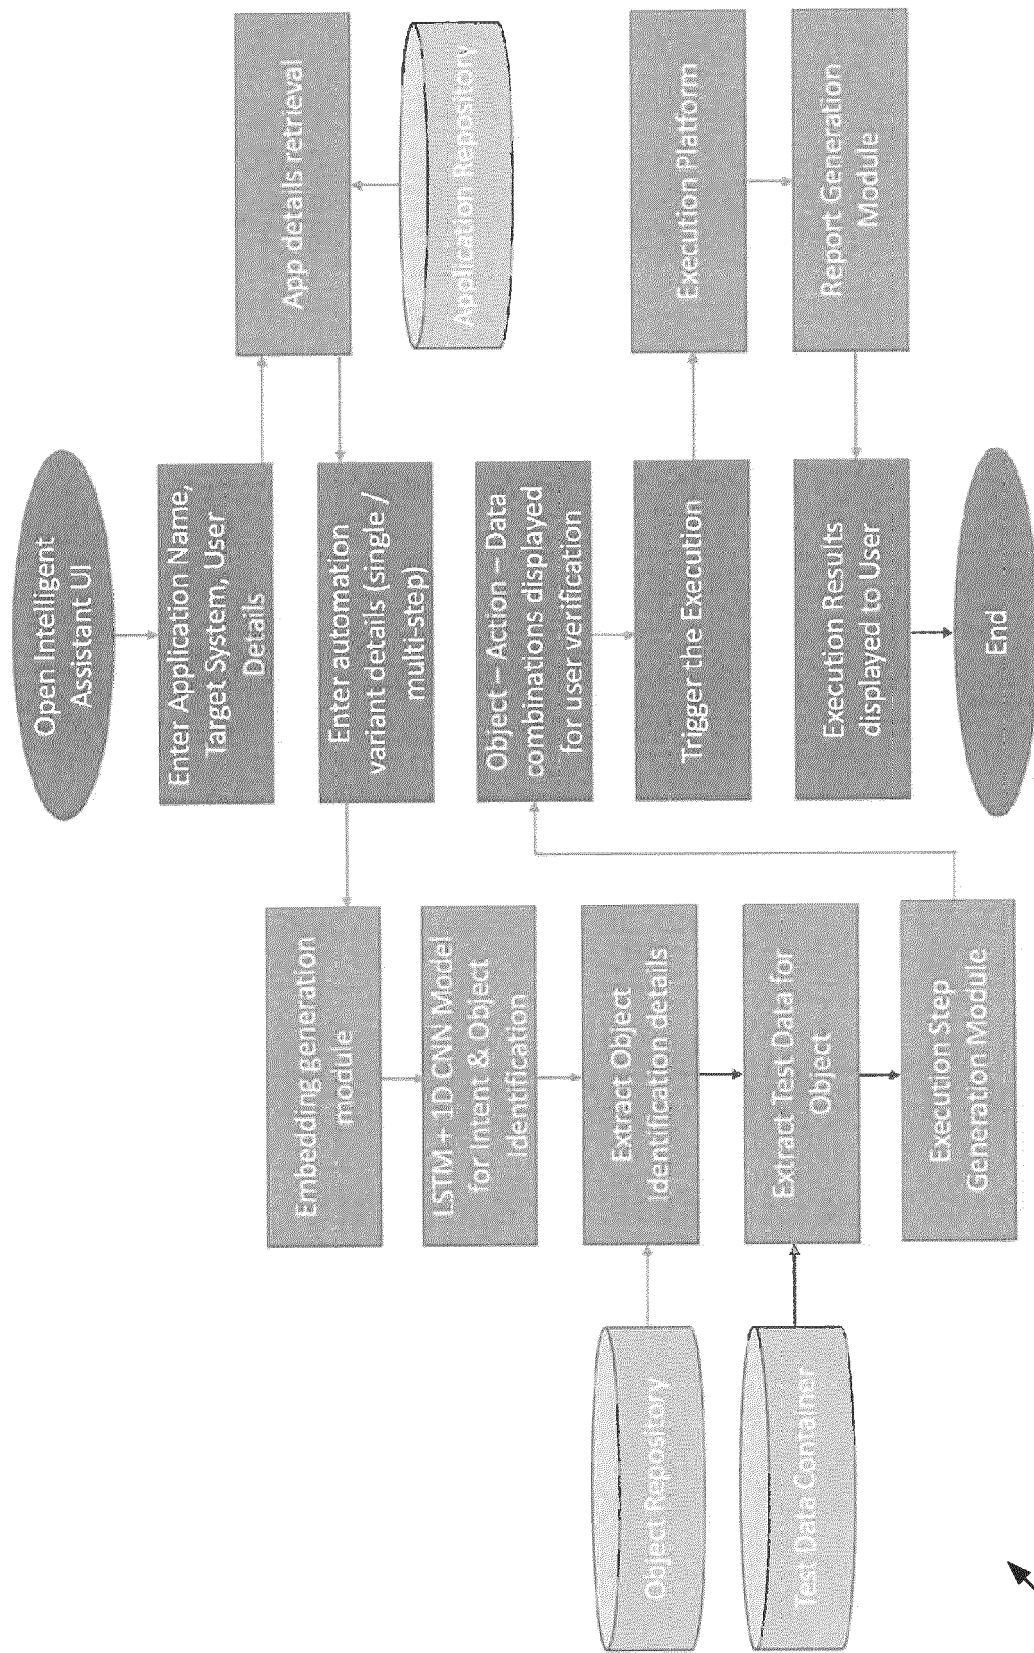 Open Intelligent
Assistant UI
Enter Application Name,
Target System, User
Details
App details retrieval
Application Repository
Enter automation
variant details (single /
multi-step)
Embedding generation
module
LSTM + 1D CNN Model
for Intent & Object
Identification
Object Repository
Extract Object
Identification details
Test Data Container
Extract Test Data for
Object
Execution Step
Generation Module
Object – Action – Data
combinations displayed
for user verification
Trigger the Execution
Execution Platform
Report Generation
Module
Execution Results
displayed to User
End